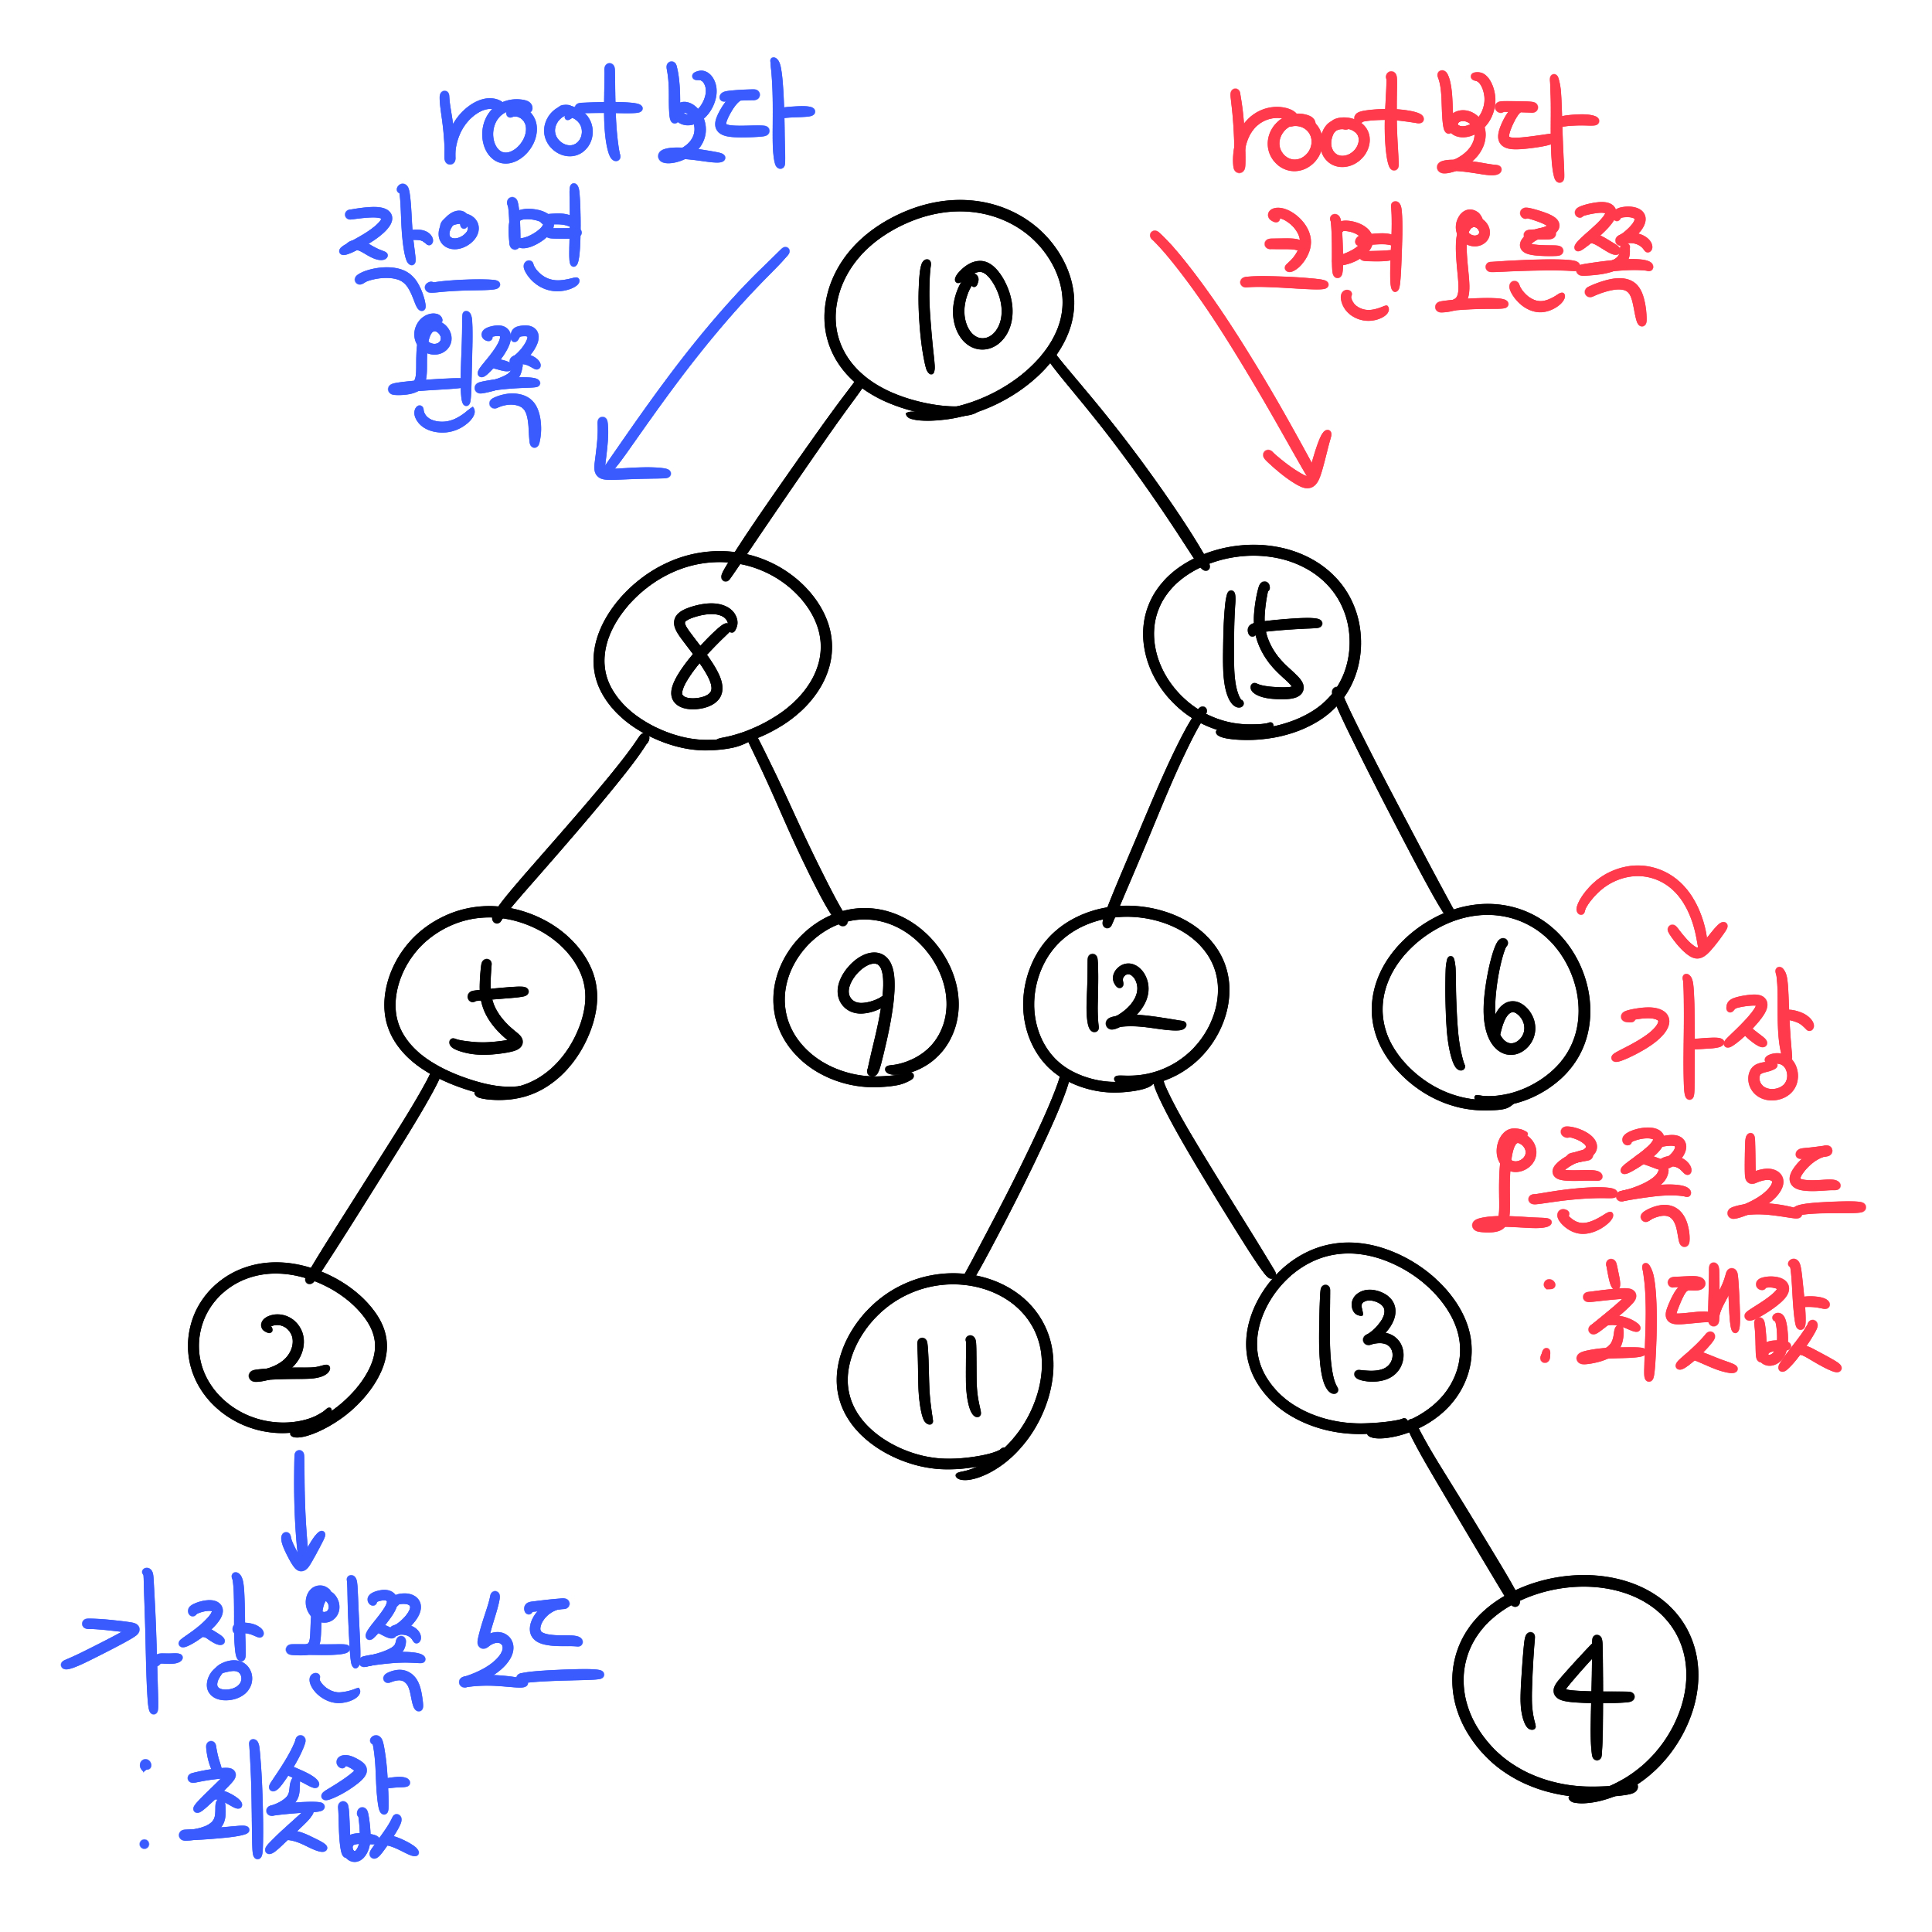 root 보다
작으면
왼쪽
root 보다
크면 오른쪽
10
8
15
5
9
12
16
가장
오른쪽 노드
: 최댓값
2
11
13
14
가장 왼쪽 노드
: 최솟값